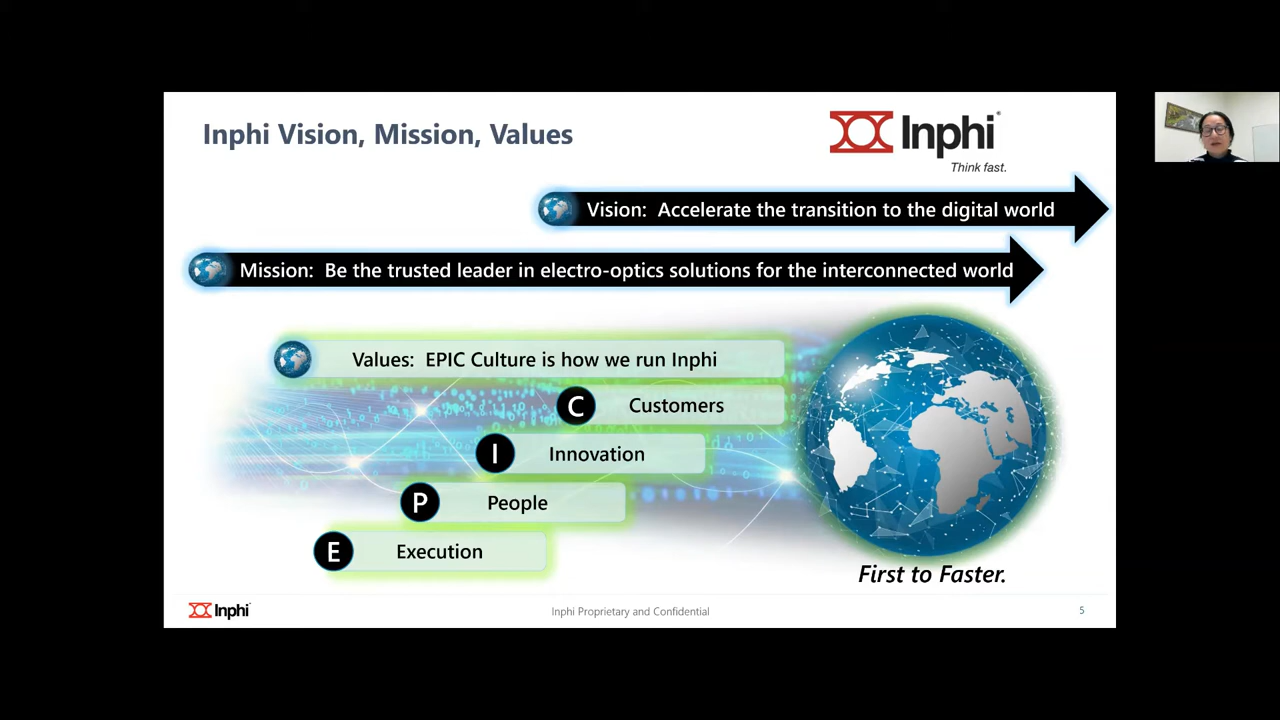 Inphi Vision, Mission, Values
Inphi
Think fast.
Vision: Accelerate the transition to the digital world
Mission: Be the trusted leader in electro-optics solutions for the interconnected world
Values: EPIC Culture is how we run Inphi
C Customers
I Innovation
P People
E Execution
First to Faster.
Inphi
Inphi Proprietary and Confidential
5